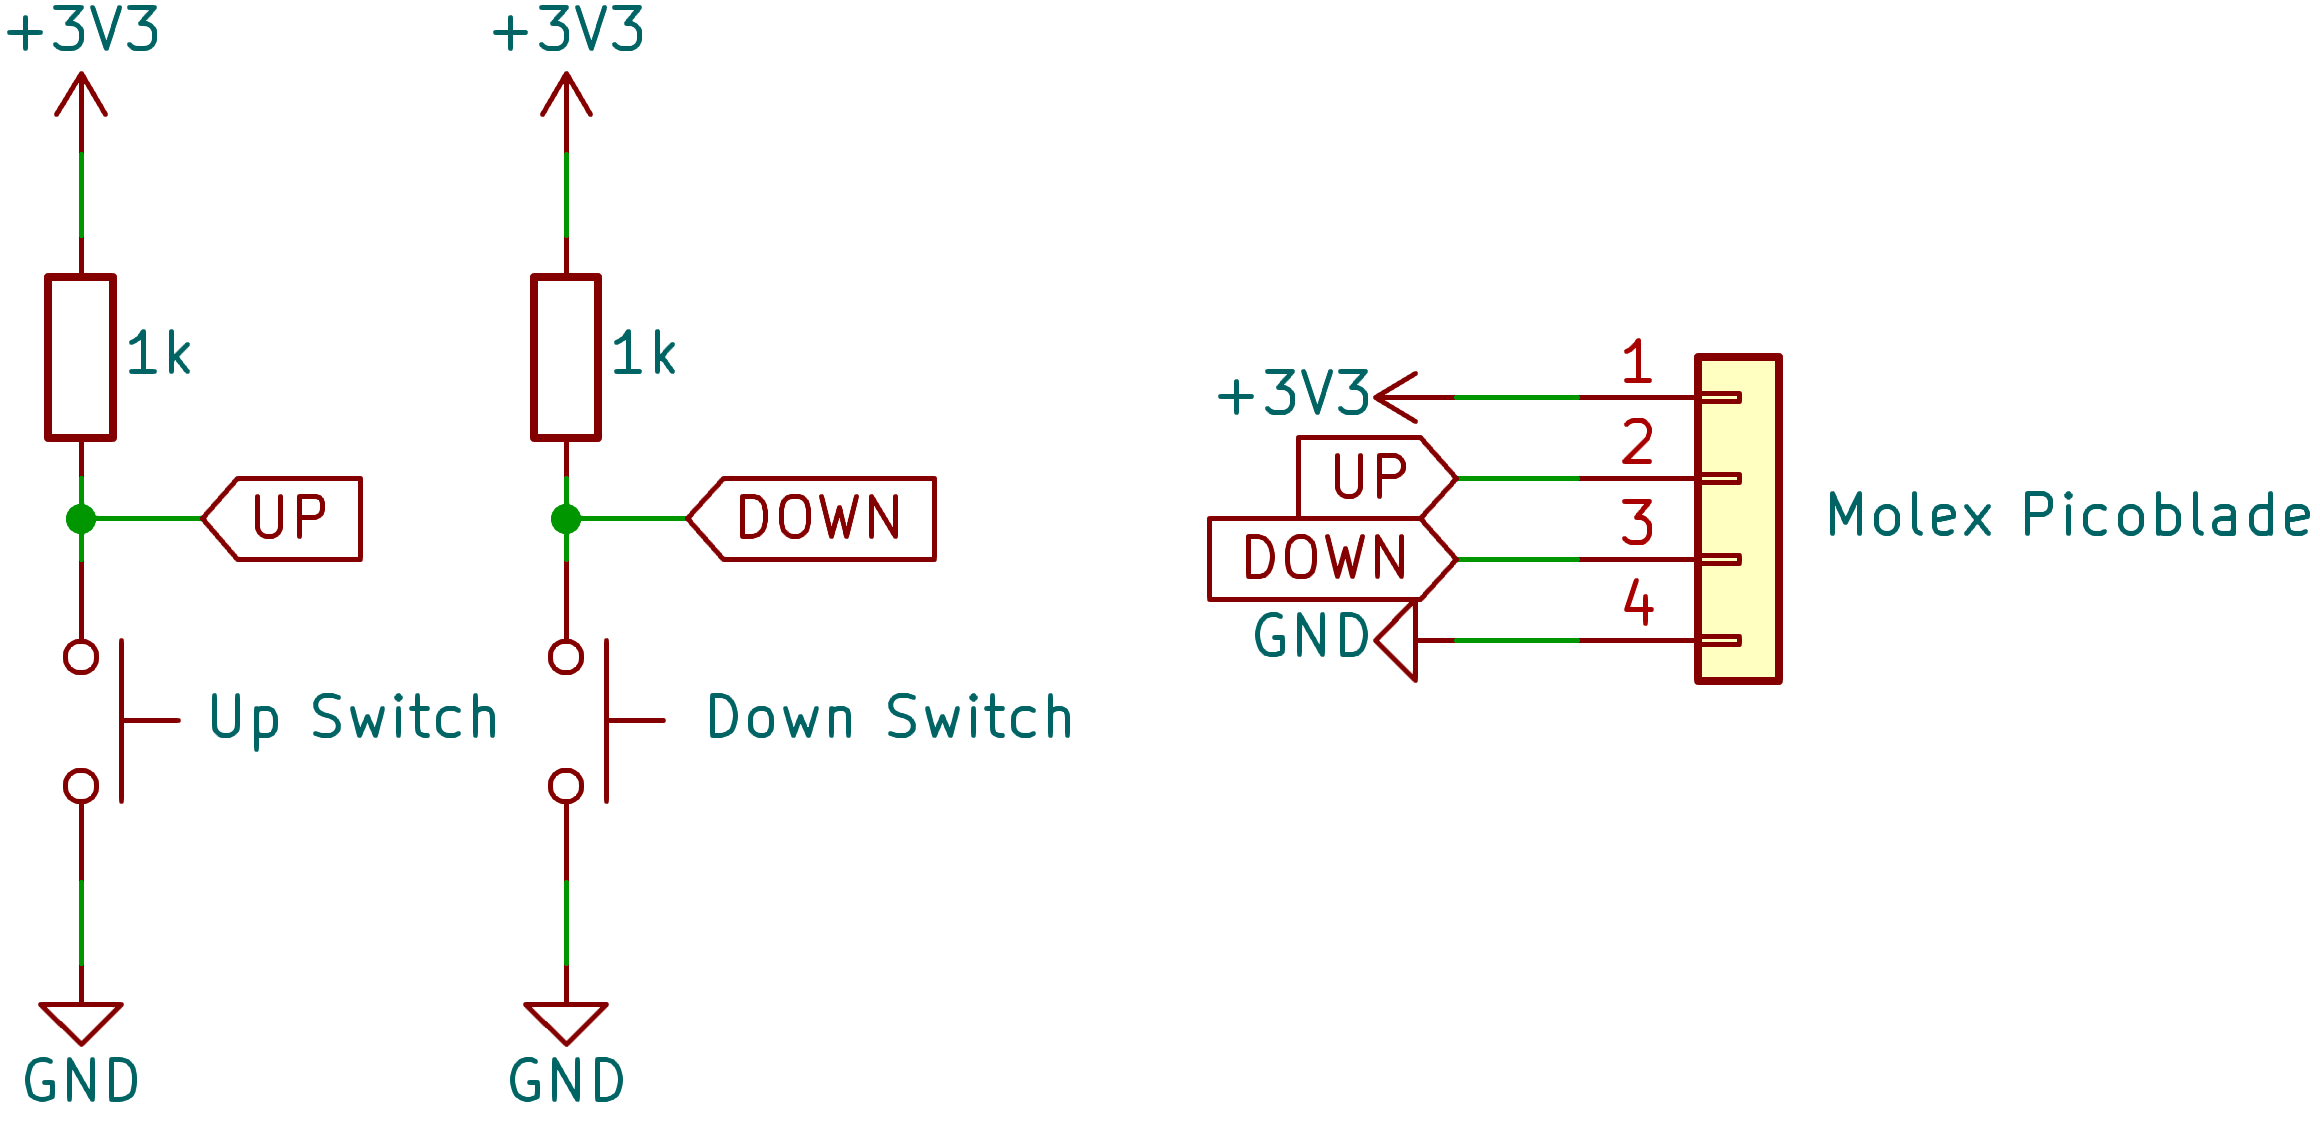 +3V3
+3V3
1k
1k
UP
DOWN
Up Switch
Down Switch
GND
GND
+3V3
1
UP
2
DOWN
3
GND
4
Molex Picoblade